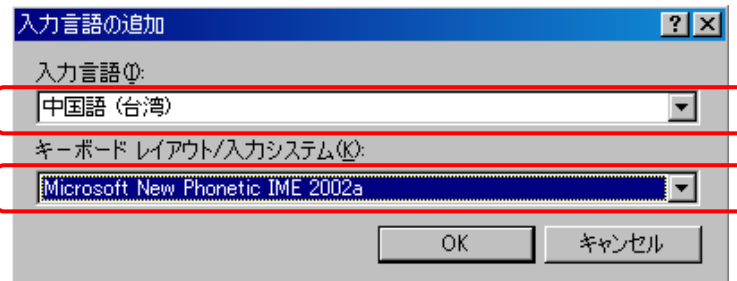 入力言語の追加
入力言語(I):
中国語 (台湾)
キーボード レイアウト/入力システム(K):
Microsoft New Phonetic IME 2002a
OK キャンセル